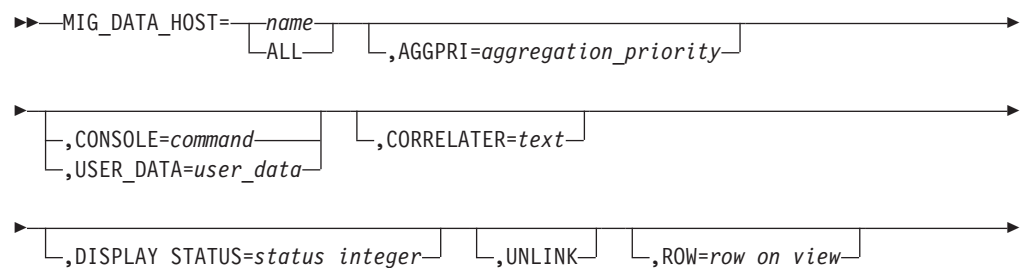 MIG_DATA_HOST= name ,AGGPRI=aggregation_priority
ALL
,CONSOLE=command ,CORRELATER=text
,USER_DATA=user_data
,DISPLAY STATUS=status integer ,UNLINK ,ROW=row on view